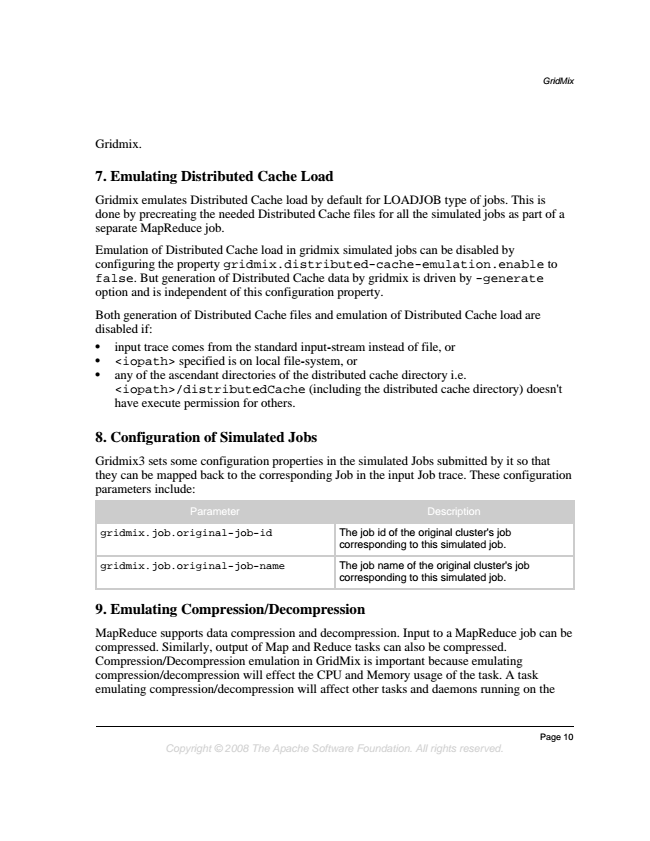 GridMix
Gridmix.
7. Emulating Distributed Cache Load
Gridmix emulates Distributed Cache load by default for LOADJOB type of jobs. This is
done by precreating the needed Distributed Cache files for all the simulated jobs as part of a
separate MapReduce job.
Emulation of Distributed Cache load in gridmix simulated jobs can be disabled by
configuring the property gridmix.distributed-cache-emulation.enable to
false. But generation of Distributed Cache data by gridmix is driven by -generate
option and is independent of this configuration property.
Both generation of Distributed Cache files and emulation of Distributed Cache load are
disabled if:
• input trace comes from the standard input-stream instead of file, or
• <iopath> specified is on local file-system, or
• any of the ascendant directories of the distributed cache directory i.e.
<iopath>/distributedCache (including the distributed cache directory) doesn't
have execute permission for others.
8. Configuration of Simulated Jobs
Gridmix3 sets some configuration properties in the simulated Jobs submitted by it so that
they can be mapped back to the corresponding Job in the input Job trace. These configuration
parameters include:
Parameter Description
gridmix.job.original-job-id The job id of the original cluster's job
corresponding to this simulated job.
gridmix.job.original-job-name The job name of the original cluster's job
corresponding to this simulated job.
9. Emulating Compression/Decompression
MapReduce supports data compression and decompression. Input to a MapReduce job can be
compressed. Similarly, output of Map and Reduce tasks can also be compressed.
Compression/Decompression emulation in GridMix is important because emulating
compression/decompression will effect the CPU and Memory usage of the task. A task
emulating compression/decompression will affect other tasks and daemons running on the
Page 10
Copyright © 2008 The Apache Software Foundation. All rights reserved.